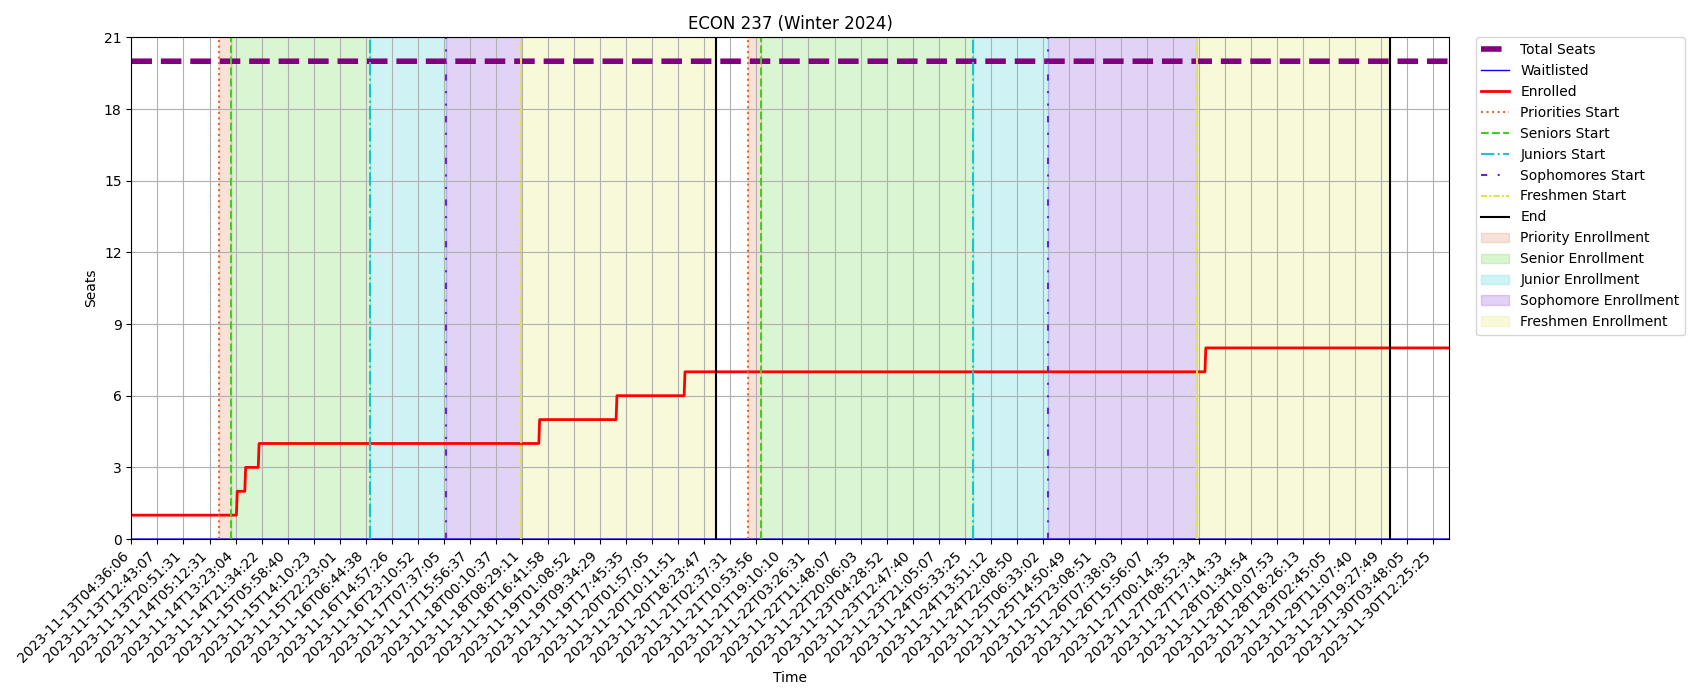 ECON 237 (Winter 2024)
21
18
15
12
9
6
3
0
Seats
2023-11-13T04:36:06
2023-11-13T12:43:07
2023-11-13T20:51:31
2023-11-14T05:12:31
2023-11-14T13:23:04
2023-11-14T21:34:22
2023-11-15T05:58:40
2023-11-15T14:10:23
2023-11-15T22:23:01
2023-11-16T06:44:38
2023-11-16T14:57:26
2023-11-16T23:10:52
2023-11-17T07:37:05
2023-11-17T15:56:37
2023-11-18T00:10:37
2023-11-18T08:29:11
2023-11-18T16:41:58
2023-11-19T01:08:52
2023-11-19T09:34:29
2023-11-19T17:45:35
2023-11-20T01:57:05
2023-11-20T10:11:51
2023-11-20T18:23:47
2023-11-21T02:37:31
2023-11-21T10:53:56
2023-11-21T19:10:16
2023-11-22T03:26:31
2023-11-22T11:48:07
2023-11-22T20:06:03
2023-11-23T04:28:52
2023-11-23T12:47:40
2023-11-23T21:05:07
2023-11-24T05:33:25
2023-11-24T13:51:12
2023-11-24T22:08:50
2023-11-25T06:33:02
2023-11-25T14:50:49
2023-11-25T23:08:51
2023-11-26T07:38:03
2023-11-26T15:56:07
2023-11-27T00:14:35
2023-11-27T08:52:34
2023-11-27T17:14:33
2023-11-28T01:34:54
2023-11-28T10:07:53
2023-11-28T18:26:13
2023-11-29T02:45:05
2023-11-29T11:07:40
2023-11-29T19:27:49
2023-11-30T03:48:05
2023-11-30T12:25:25
Time
Total Seats
Waitlisted
Enrolled
Priorities Start
Seniors Start
Juniors Start
Sophomores Start
Freshmen Start
End
Priority Enrollment
Senior Enrollment
Junior Enrollment
Sophomore Enrollment
Freshmen Enrollment